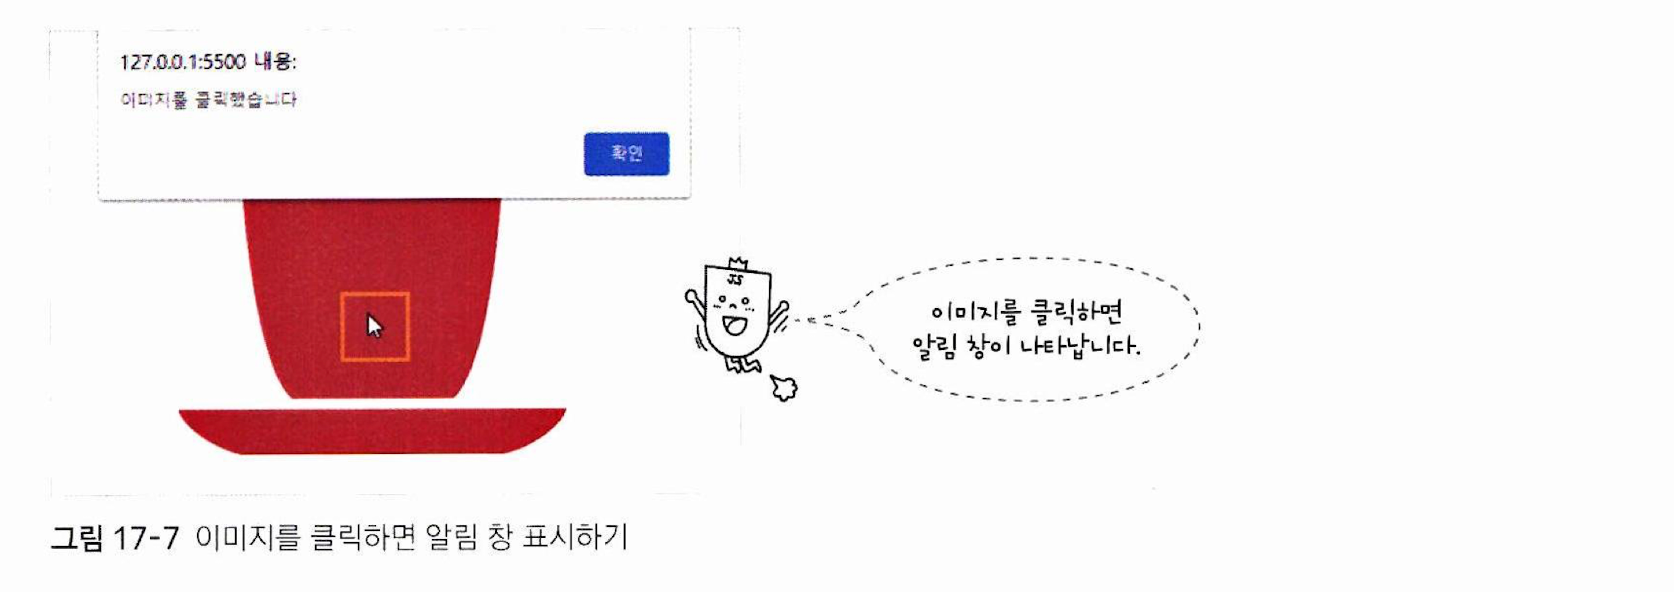 127.0.0.1:5500 내용:
이미지를 클릭했습니다
확인
JS
이미지를 클릭하면
알림 창이 나타납니다.
그림 17-7 이미지를 클릭하면 알림 창 표시하기